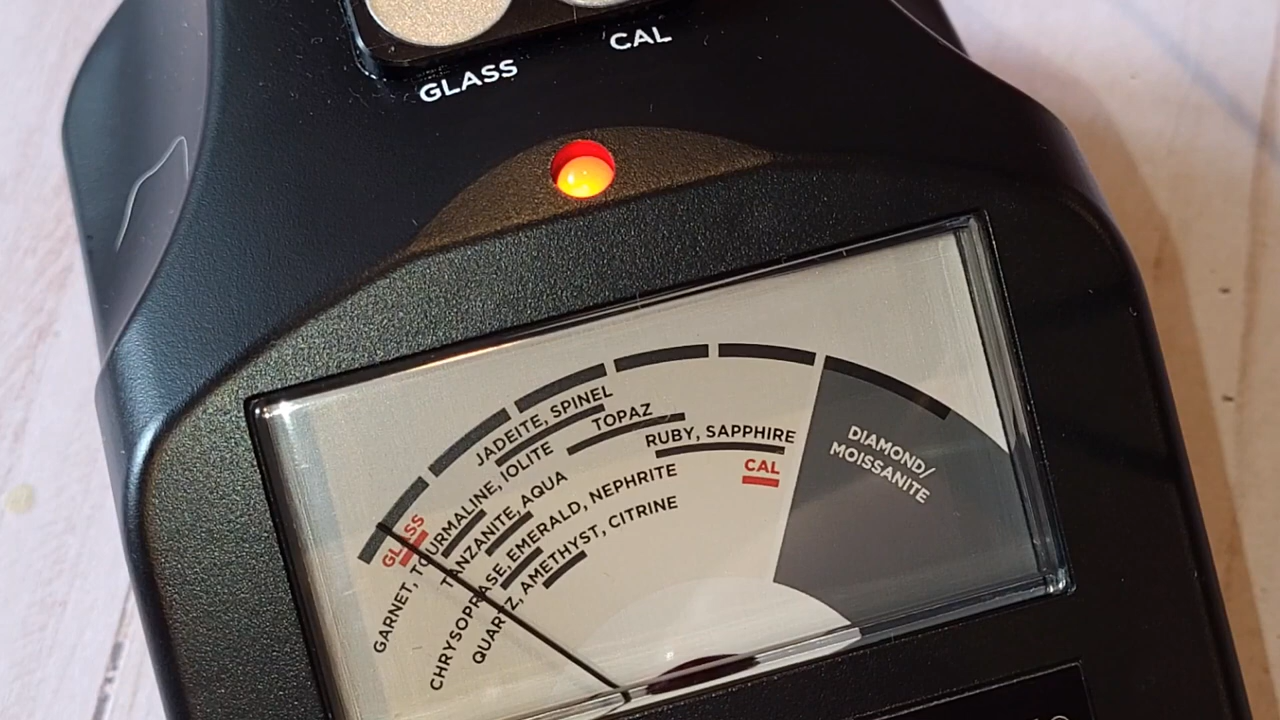 GLASS
CAL
JADEITE, SPINEL
TOPAZ
RUBY, SAPPHIRE
CAL
DIAMOND/
MOISSANITE
GLASS
GARNET, TOURMALINE, IOLITE
TANZANITE, AQUA
CHRYSOPRASE, EMERALD, NEPHRITE
QUARTZ, AMETHYST, CITRINE